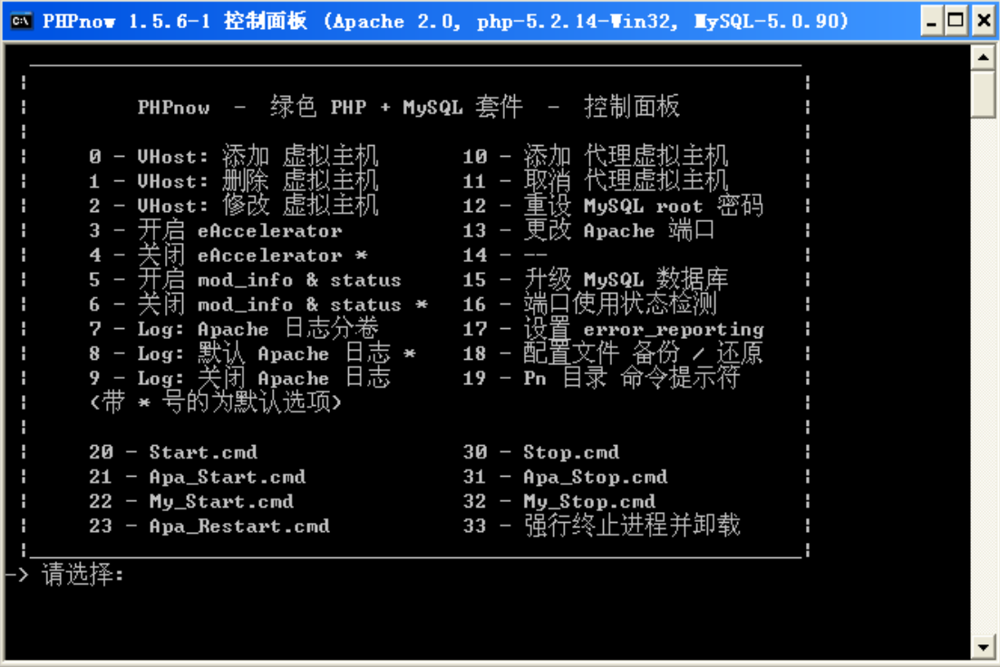 PHPnow 1.5.6-1 控制面板 (Apache 2.0, php-5.2.14-Win32, MySQL-5.0.90)
PHPnow - 绿色 PHP + MySQL 套件 - 控制面板
0 - VHost: 添加 虚拟主机 10 - 添加 代理虚拟主机
1 - VHost: 删除 虚拟主机 11 - 取消 代理虚拟主机
2 - VHost: 修改 虚拟主机 12 - 重设 MySQL root 密码
3 - 开启 eAccelerator 13 - 更改 Apache 端口
4 - 关闭 eAccelerator * 14 - --
5 - 开启 mod_info & status 15 - 升级 MySQL 数据库
6 - 关闭 mod_info & status * 16 - 端口使用状态检测
7 - Log: Apache 日志分卷 17 - 设置 error_reporting
8 - Log: 默认 Apache 日志 * 18 - 配置文件 备份 / 还原
9 - Log: 关闭 Apache 日志 19 - Pn 目录 命令提示符
(带 * 号的为默认选项)
20 - Start.cmd 30 - Stop.cmd
21 - Apa_Start.cmd 31 - Apa_Stop.cmd
22 - My_Start.cmd 32 - My_Stop.cmd
23 - Apa_Restart.cmd 33 - 强行终止进程并卸载
-> 请选择: